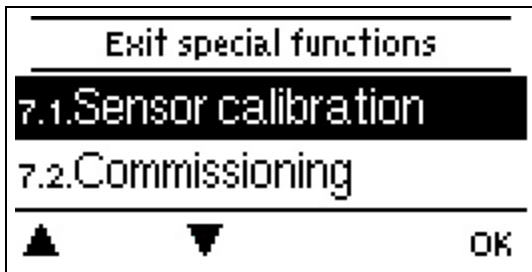 Exit special functions
7.1.Sensor calibration
7.2.Commissioning
OK